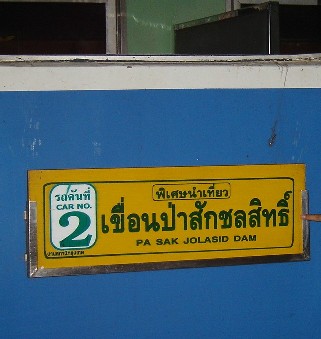 รถคันที่
CAR NO.
2
พิเศษนำเที่ยว
เขื่อนป่าสักชลสิทธิ์
PA SAK JOLASID DAM